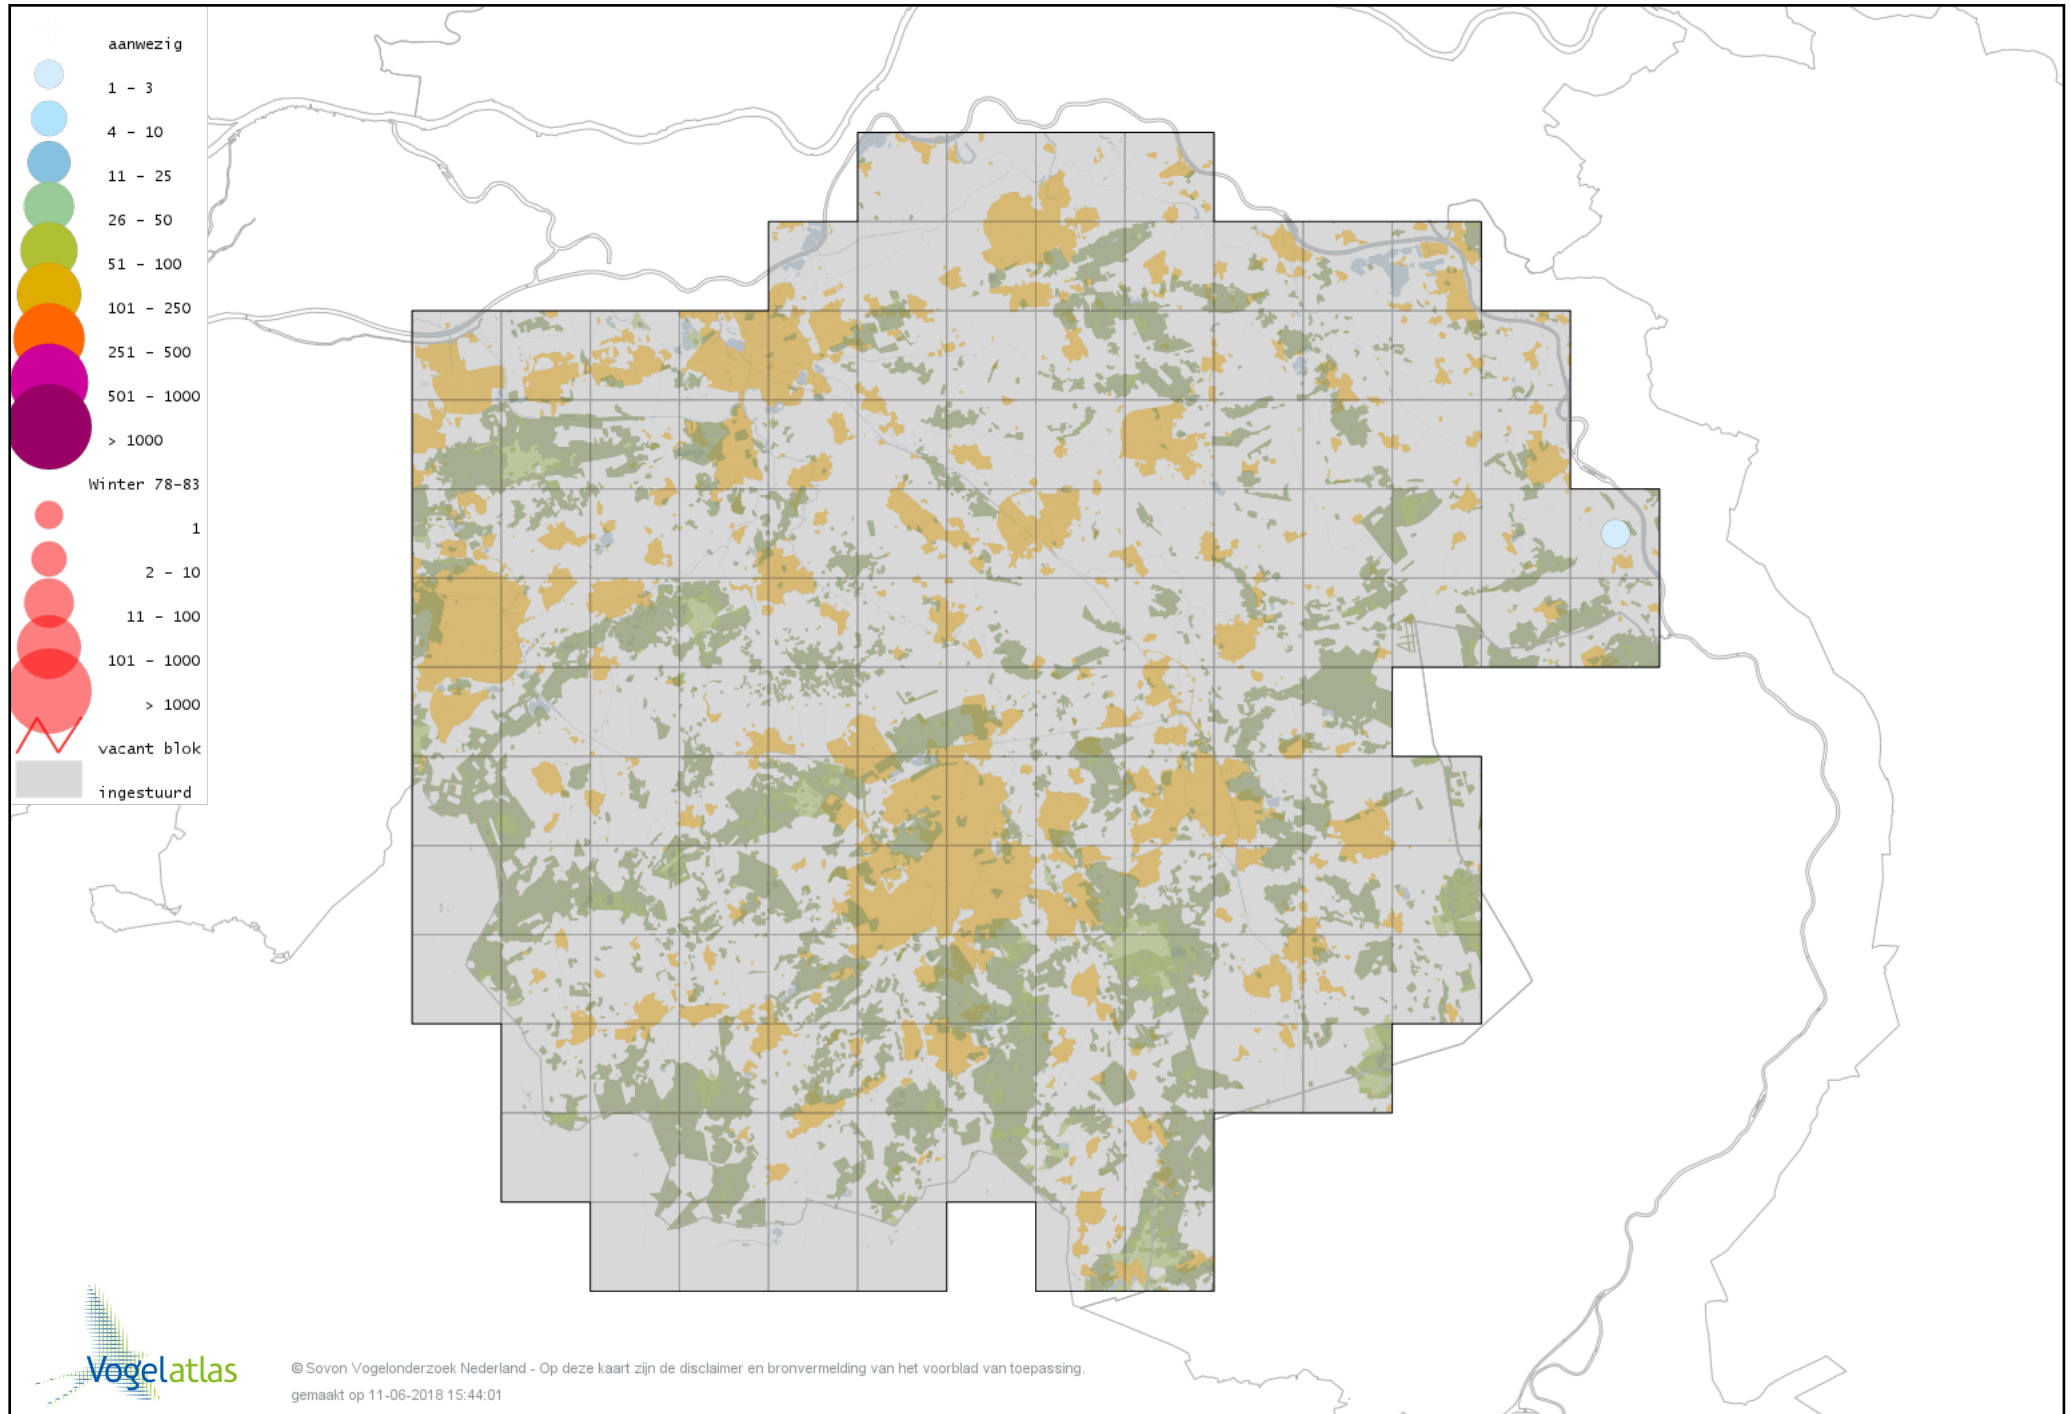 aanwezig
1 - 3
4 - 10
11 - 25
26 - 50
51 - 100
101 - 250
251 - 500
501 - 1000
> 1000
Winter 78-83
1
2 - 10
11 - 100
101 - 1000
> 1000
vacant blok
ingestuurd
Vogelatlas
© Sovon Vogelonderzoek Nederland - Op deze kaart zijn de disclaimer en bronvermelding van het voorblad van toepassing.
gemaakt op 11-06-2018 15:44:01